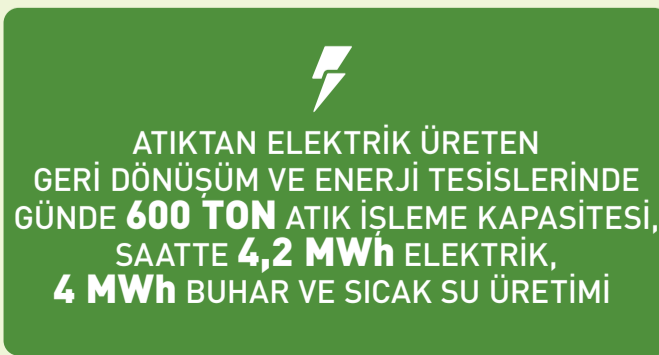 ATIKTAN ELEKTRİK ÜRETEN
GERİ DÖNÜŞÜM VE ENERJİ TESİSLERİNDE
GÜNDE 600 TON ATIK İŞLEME KAPASİTESİ,
SAATTE 4,2 MWh ELEKTRİK,
4 MWh BUHAR VE SICAK SU ÜRETİMİ